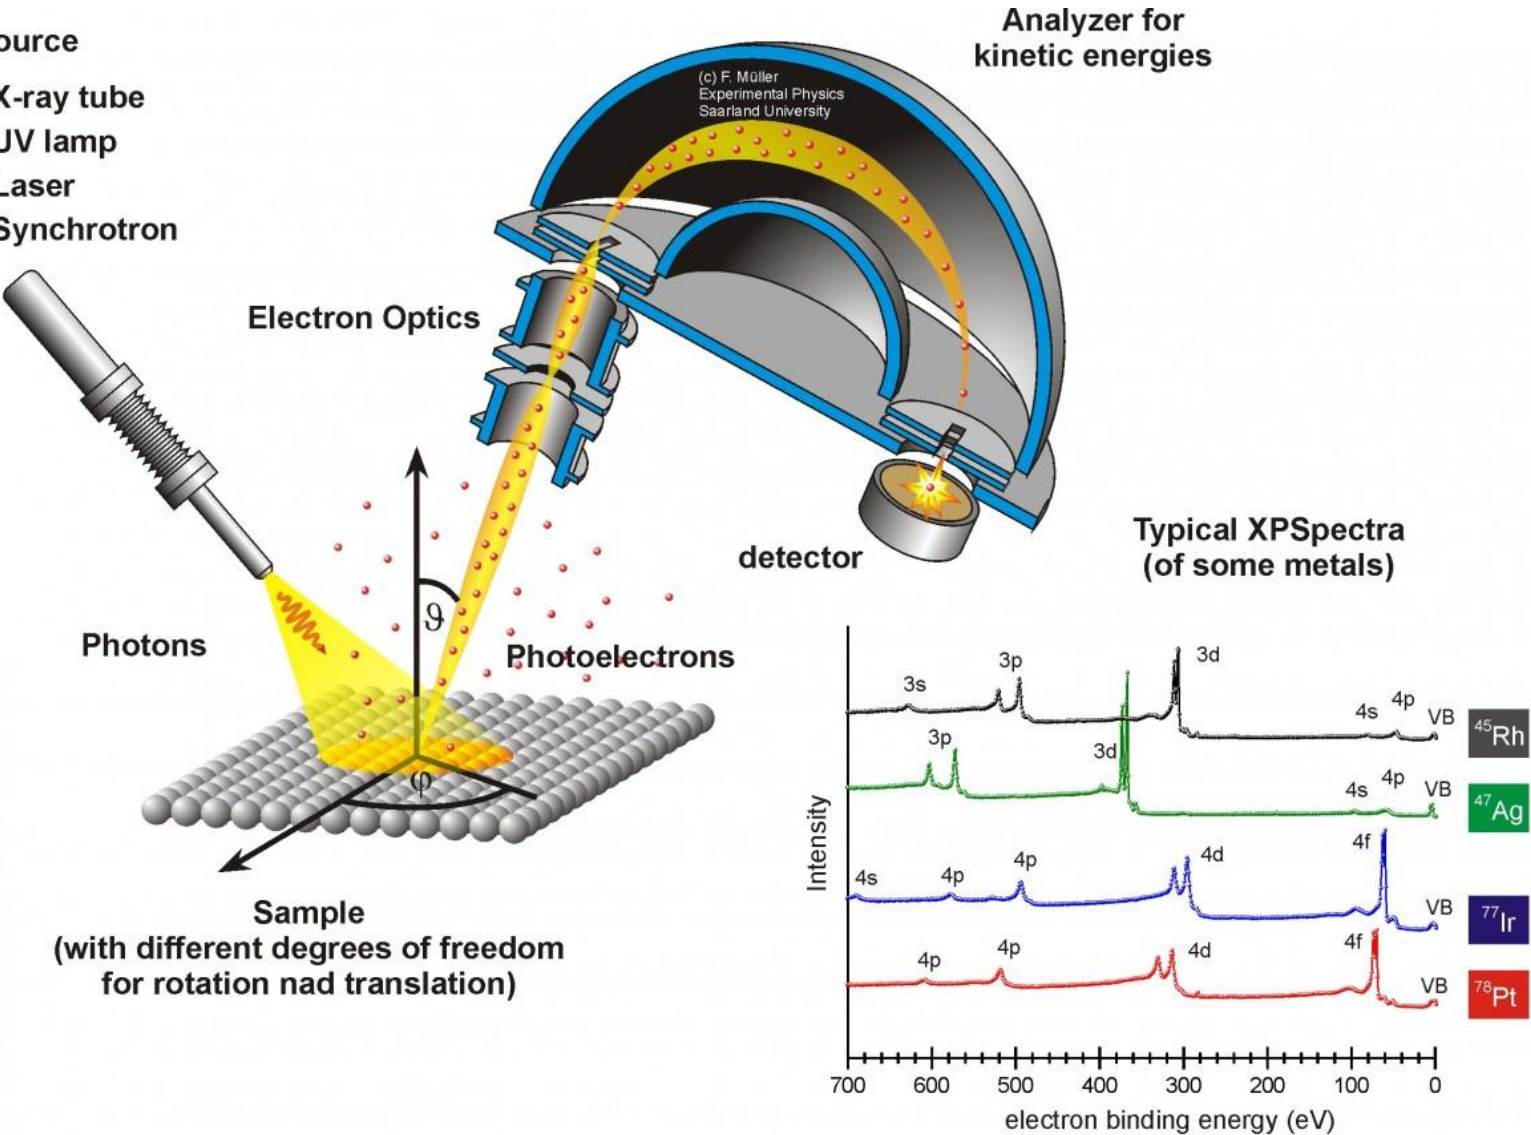 ource
X-ray tube
UV lamp
Laser
Synchrotron
Analyzer for
kinetic energies
(c) F. Müller
Experimental Physics
Saarland University
Electron Optics
detector
Photons
ϑ
Photoelectrons
φ
Sample
(with different degrees of freedom
for rotation nad translation)
Typical XPSpectra
(of some metals)
Intensity
3s
3p
3d
4s
4p
VB
45Rh
3p
3d
4s
4p
VB
47Ag
4s
4p
4p
4d
4f
VB
77Ir
4p
4p
4d
4f
VB
78Pt
700 600 500 400 300 200 100 0
electron binding energy (eV)